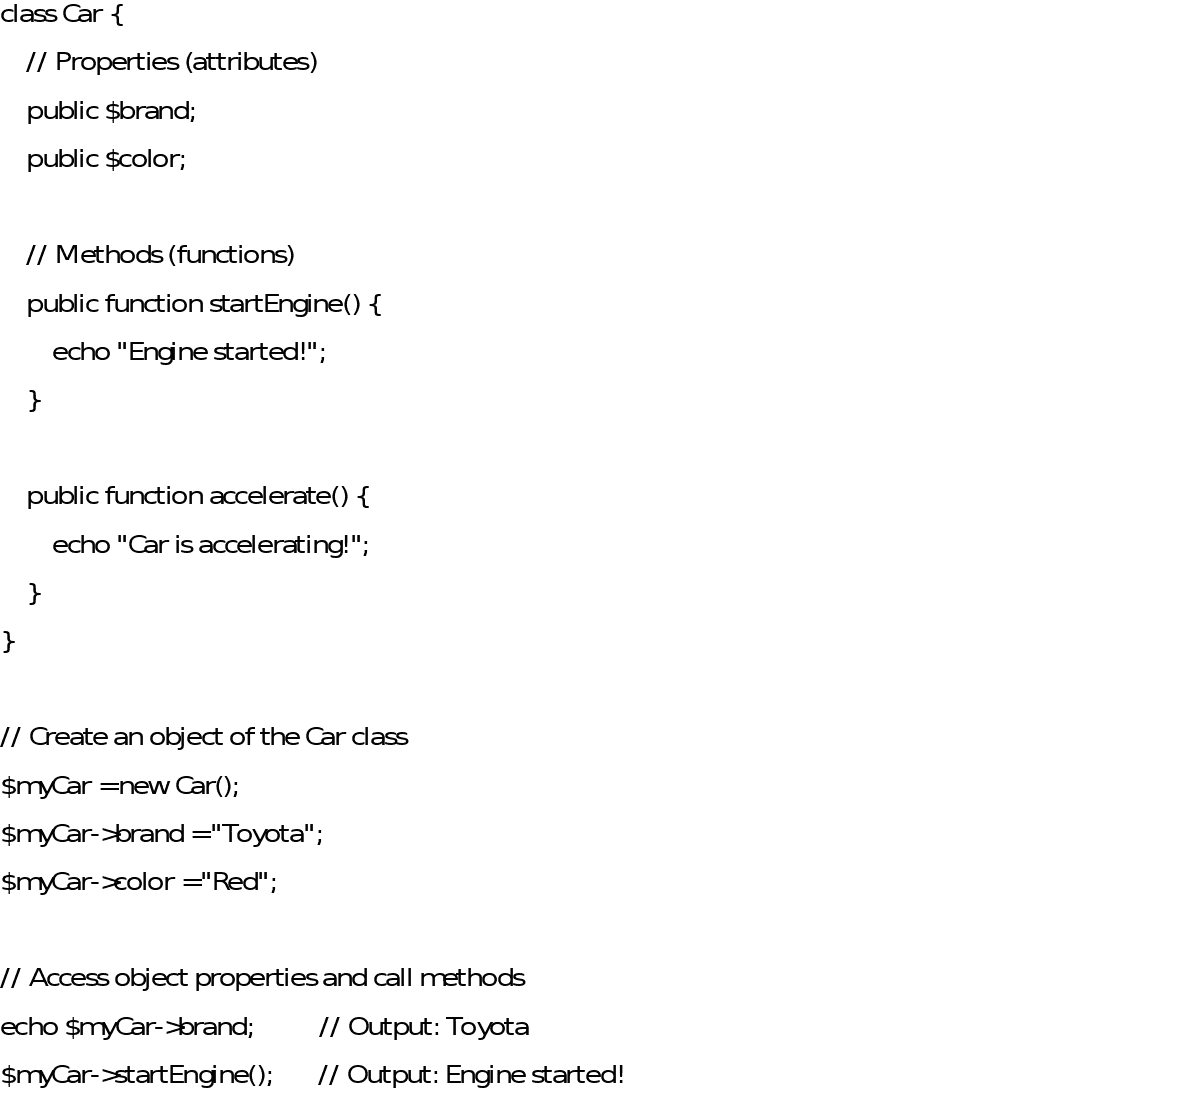 class Car {
// Properties (attributes)
public $brand;
public $color;
// Methods (functions)
public function startEngine() {
echo "Engine started!";
}
public function accelerate() {
echo "Car is accelerating!";
}
}
// Create an object of the Car class
$myCar = new Car();
$myCar->brand = "Toyota";
$myCar->color = "Red";
// Access object properties and call methods
echo $myCar->brand; // Output: Toyota
$myCar->startEngine(); // Output: Engine started!